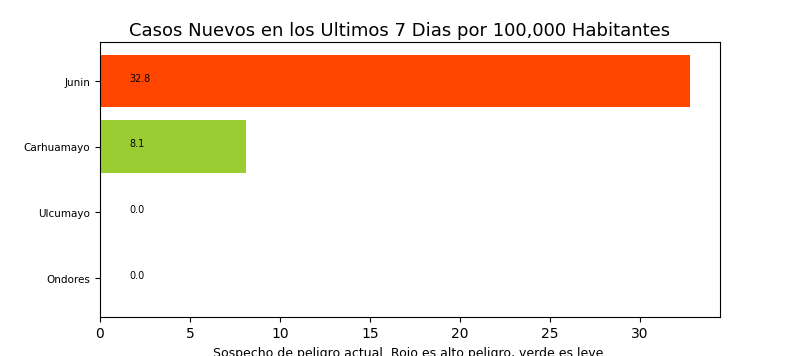 Casos Nuevos en los Ultimos 7 Dias por 100,000 Habitantes
Junin
32.8
Carhuamayo
8.1
Ulcumayo
0.0
Ondores
0.0
0 5 10 15 20 25 30
Sospecho de peligro actual. Rojo es alto peligro, verde es leve